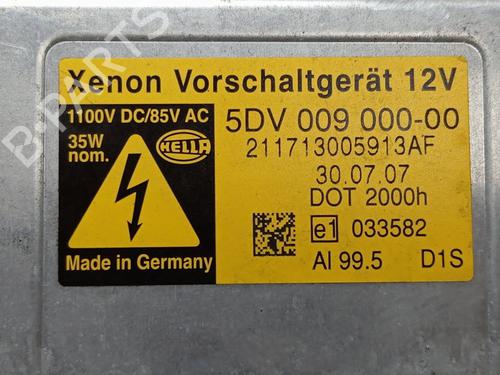 Xenon Vorschaltgerät 12V
1100V DC/85V AC
35W
nom.
HELLA
5DV 009 000-00
211713005913AF
30.07.07
DOT 2000h
e1 033582
Made in Germany
Al 99.5 D1S
B-PARTS